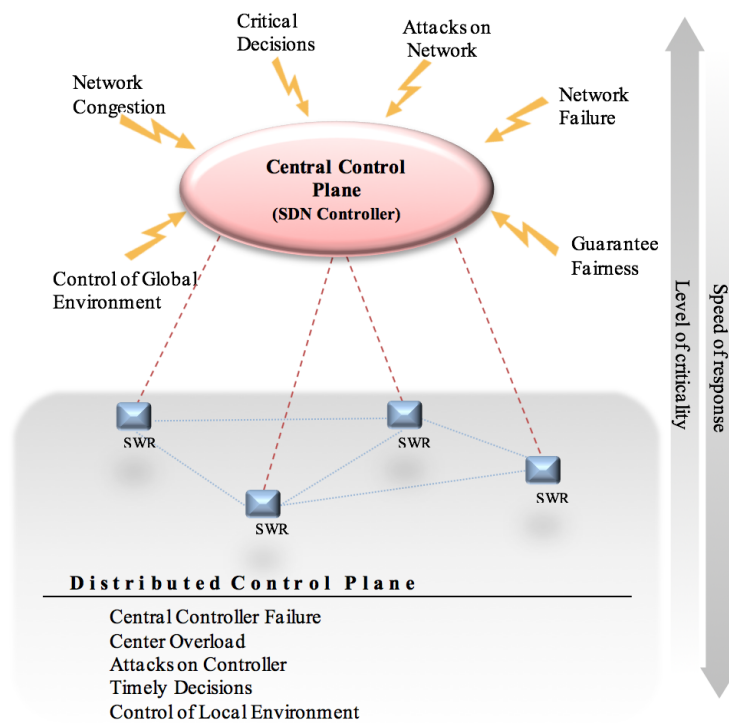 Critical
Decisions
Attacks on
Network
Network
Congestion
Network
Failure
Central Control
Plane
(SDN Controller)
Guarantee
Fairness
Control of Global
Environment
Level of criticality
Speed of response
SWR
SWR
SWR
SWR
Distributed Control Plane
Central Controller Failure
Center Overload
Attacks on Controller
Timely Decisions
Control of Local Environment